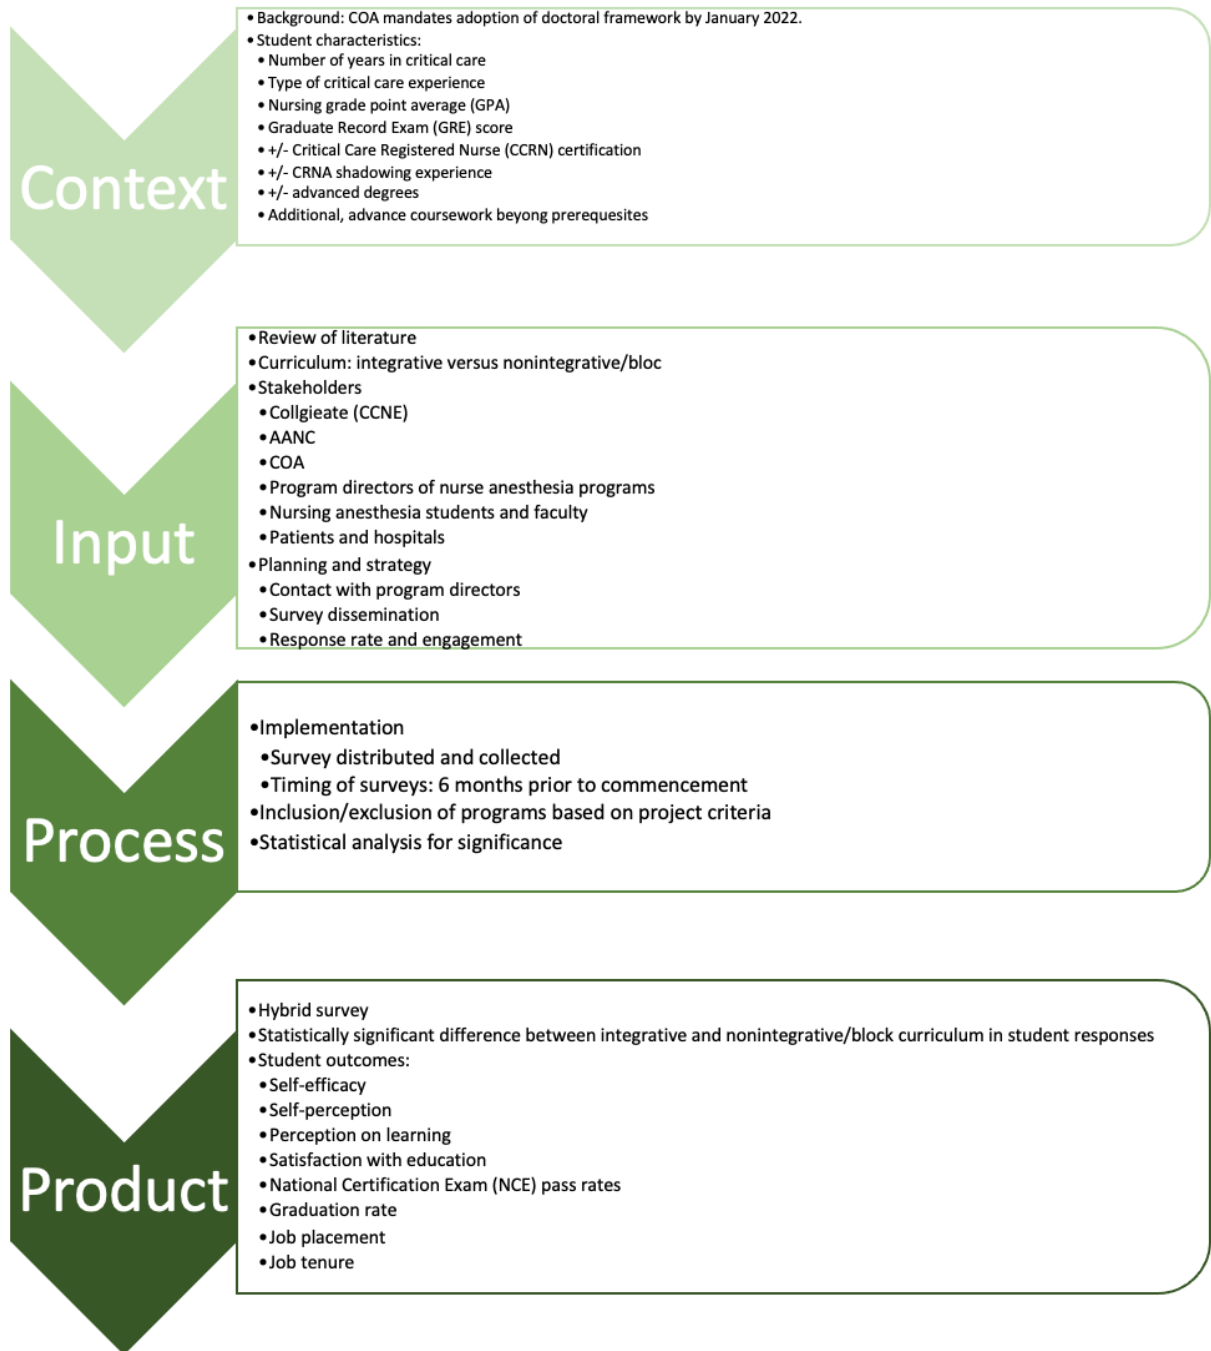 Context
• Background: COA mandates adoption of doctoral framework by January 2022.
• Student characteristics:
• Number of years in critical care
• Type of critical care experience
• Nursing grade point average (GPA)
• Graduate Record Exam (GRE) score
• +/- Critical Care Registered Nurse (CCRN) certification
• +/- CRNA shadowing experience
• +/- advanced degrees
• Additional, advance coursework beyong prerequesites
Input
• Review of literature
• Curriculum: integrative versus nonintegrative/bloc
• Stakeholders
• Collgieate (CCNE)
• AANC
• COA
• Program directors of nurse anesthesia programs
• Nursing anesthesia students and faculty
• Patients and hospitals
• Planning and strategy
• Contact with program directors
• Survey dissemination
• Response rate and engagement
Process
• Implementation
• Survey distributed and collected
• Timing of surveys: 6 months prior to commencement
• Inclusion/exclusion of programs based on project criteria
• Statistical analysis for significance
Product
• Hybrid survey
• Statistically significant difference between integrative and nonintegrative/block curriculum in student responses
• Student outcomes:
• Self-efficacy
• Self-perception
• Perception on learning
• Satisfaction with education
• National Certification Exam (NCE) pass rates
• Graduation rate
• Job placement
• Job tenure